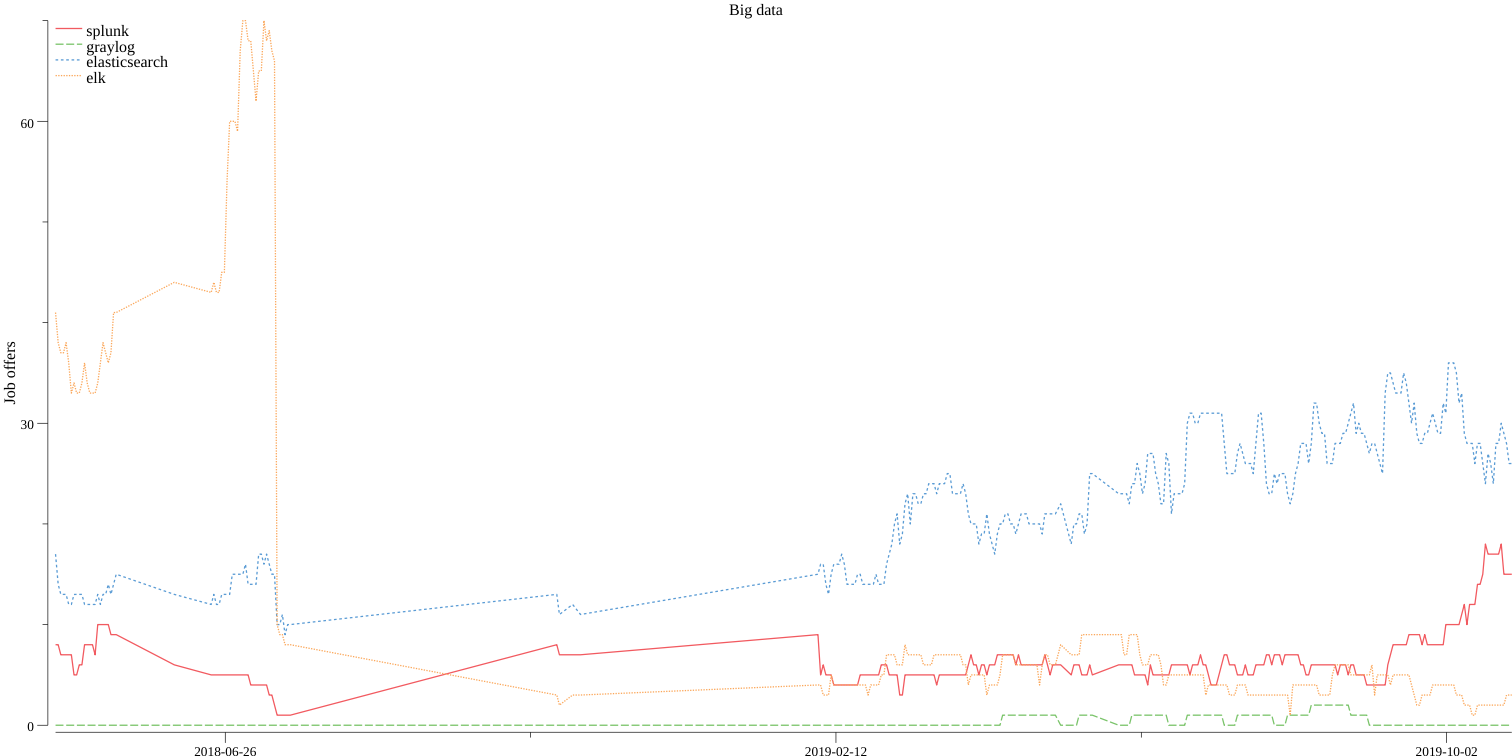 Big data
splunk
graylog
elasticsearch
elk
60
Job offers
30
0
2018-06-26
2019-02-12
2019-10-02